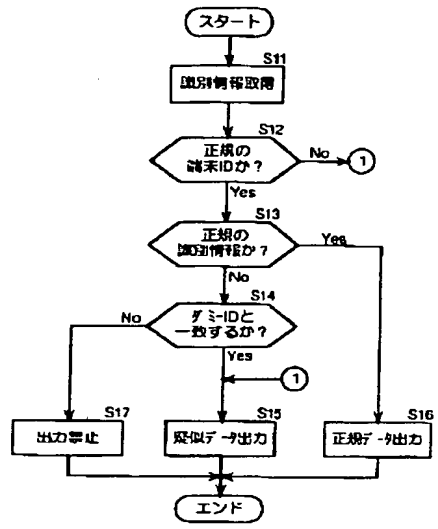 スタート
S11
識別情報取得
S12
正規の
端末IDか?
No
1
Yes
S13
正規の
識別情報か?
Yes
No
S14
ダミーIDと
一致するか?
No
Yes
1
S17
出力禁止
S15
疑似データ出力
S16
正規データ出力
エンド